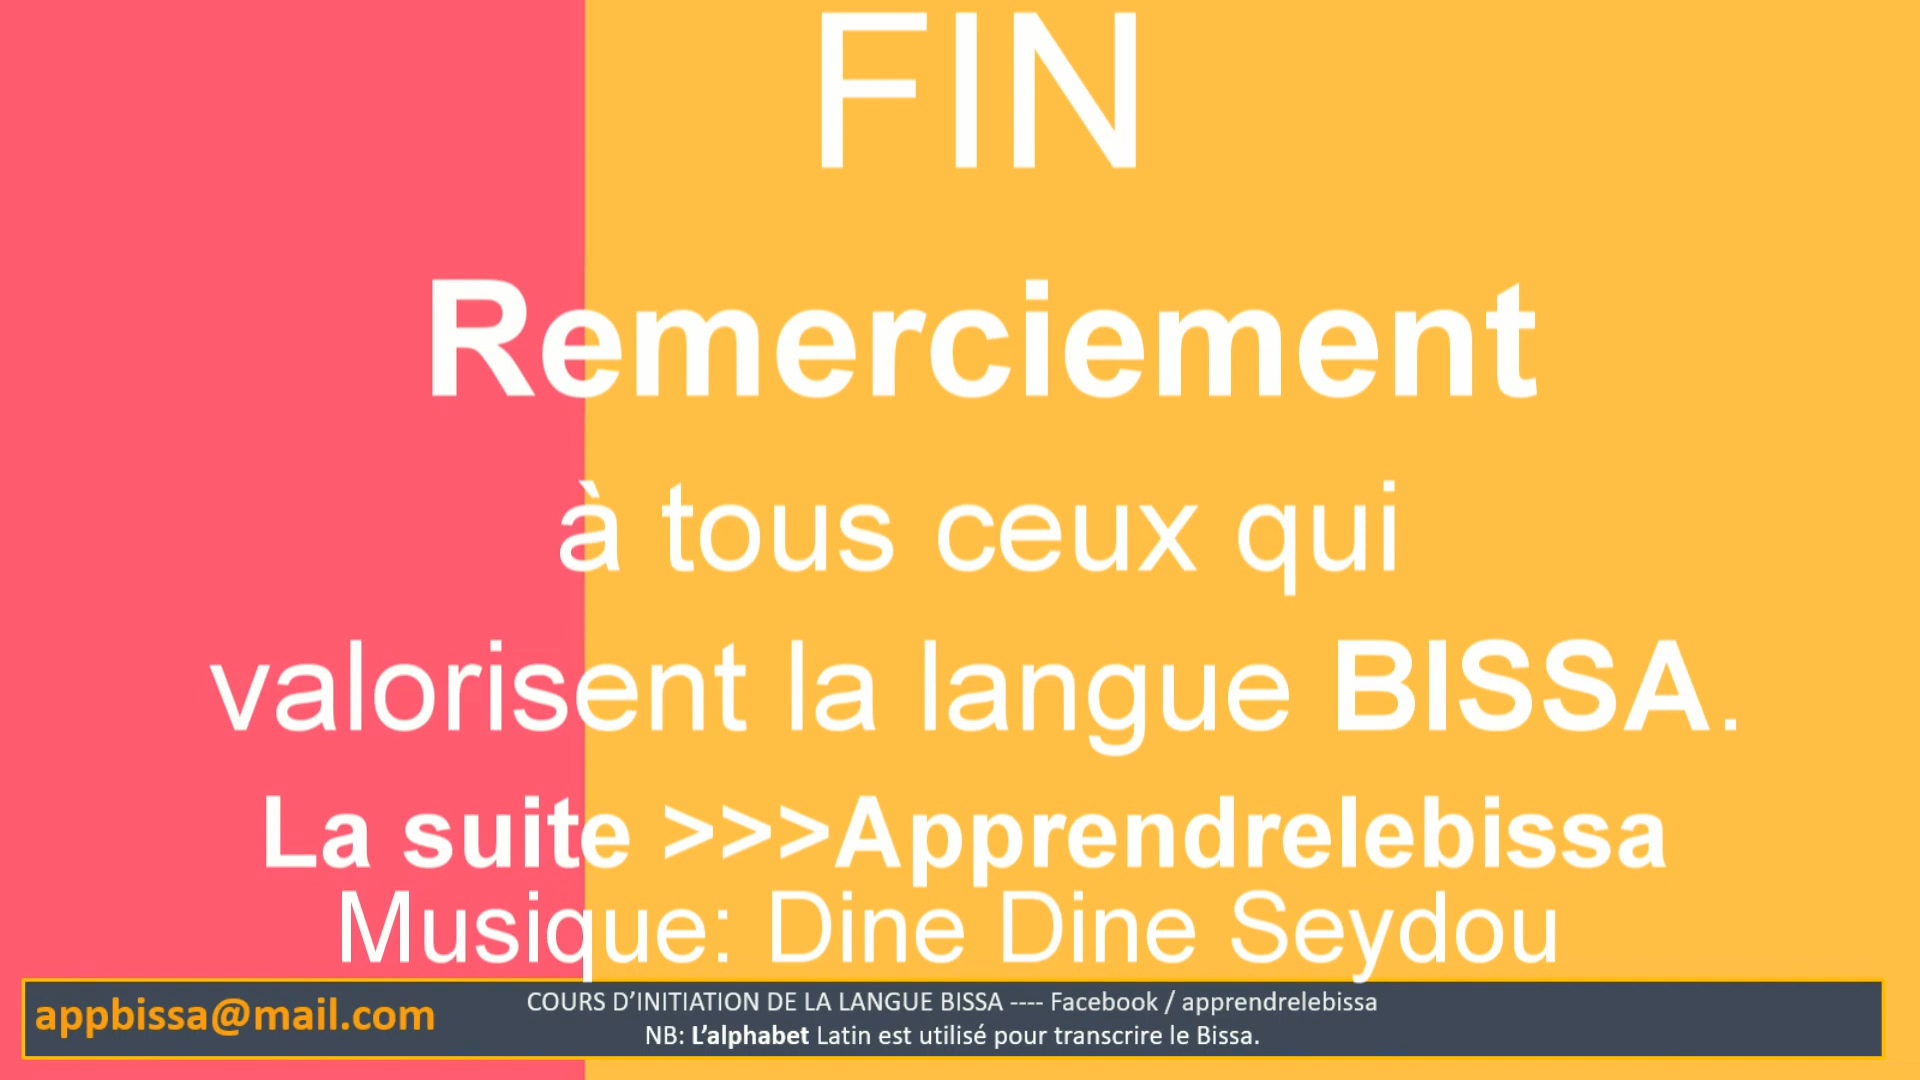 FIN
Remerciement
à tous ceux qui
valorisent la langue BISSA.
La suite >>>Apprendrelebissa
Musique: Dine Dine Seydou
appbissa@mail.com
COURS D’INITIATION DE LA LANGUE BISSA ---- Facebook / apprendrelebissa
NB: L’alphabet Latin est utilisé pour transcrire le Bissa.